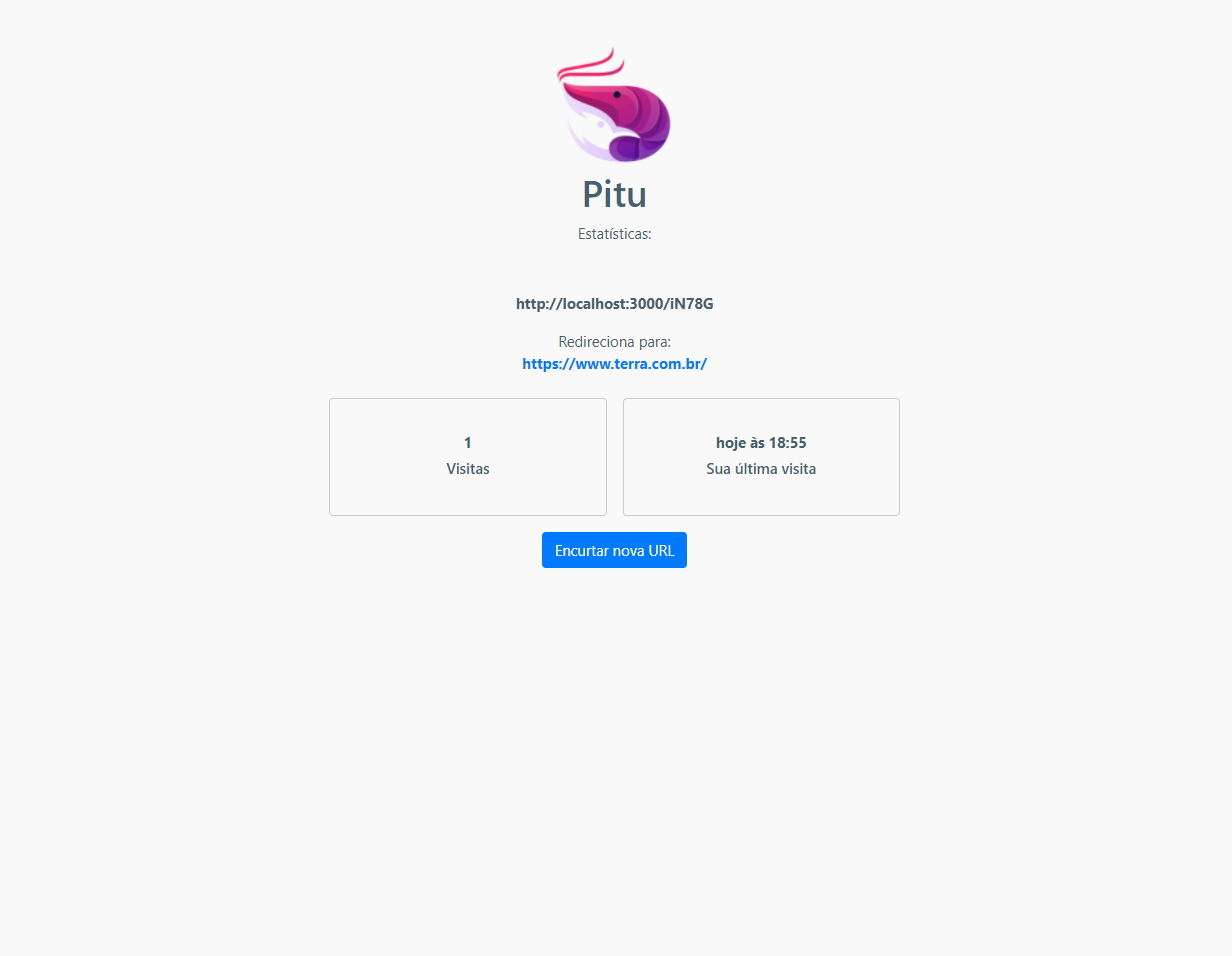 Pitu
Estatísticas:
http://localhost:3000/iN78G
Redireciona para:
https://www.terra.com.br/
1
Visitas
hoje às 18:55
Sua última visita
Encurtar nova URL